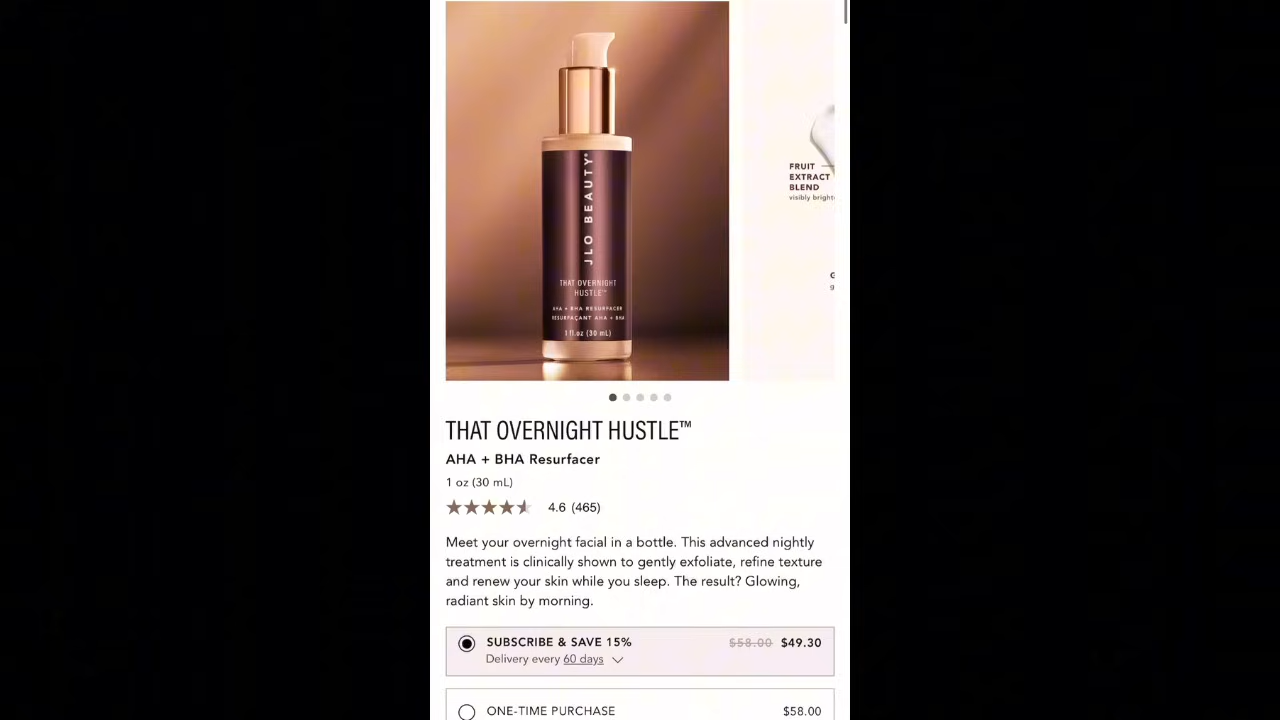 JLO BEAUTY®
THAT OVERNIGHT
HUSTLE™
AHA + BHA RESURFACER
RESURFAÇANT AHA + BHA
1 fl.oz (30 mL)
FRUIT
EXTRACT
BLEND
visibly bright
G
9
THAT OVERNIGHT HUSTLE™
AHA + BHA Resurfacer
1 oz (30 mL)
4.6 (465)
Meet your overnight facial in a bottle. This advanced nightly
treatment is clinically shown to gently exfoliate, refine texture
and renew your skin while you sleep. The result? Glowing,
radiant skin by morning.
SUBSCRIBE & SAVE 15% $58.00 $49.30
Delivery every 60 days
ONE-TIME PURCHASE $58.00